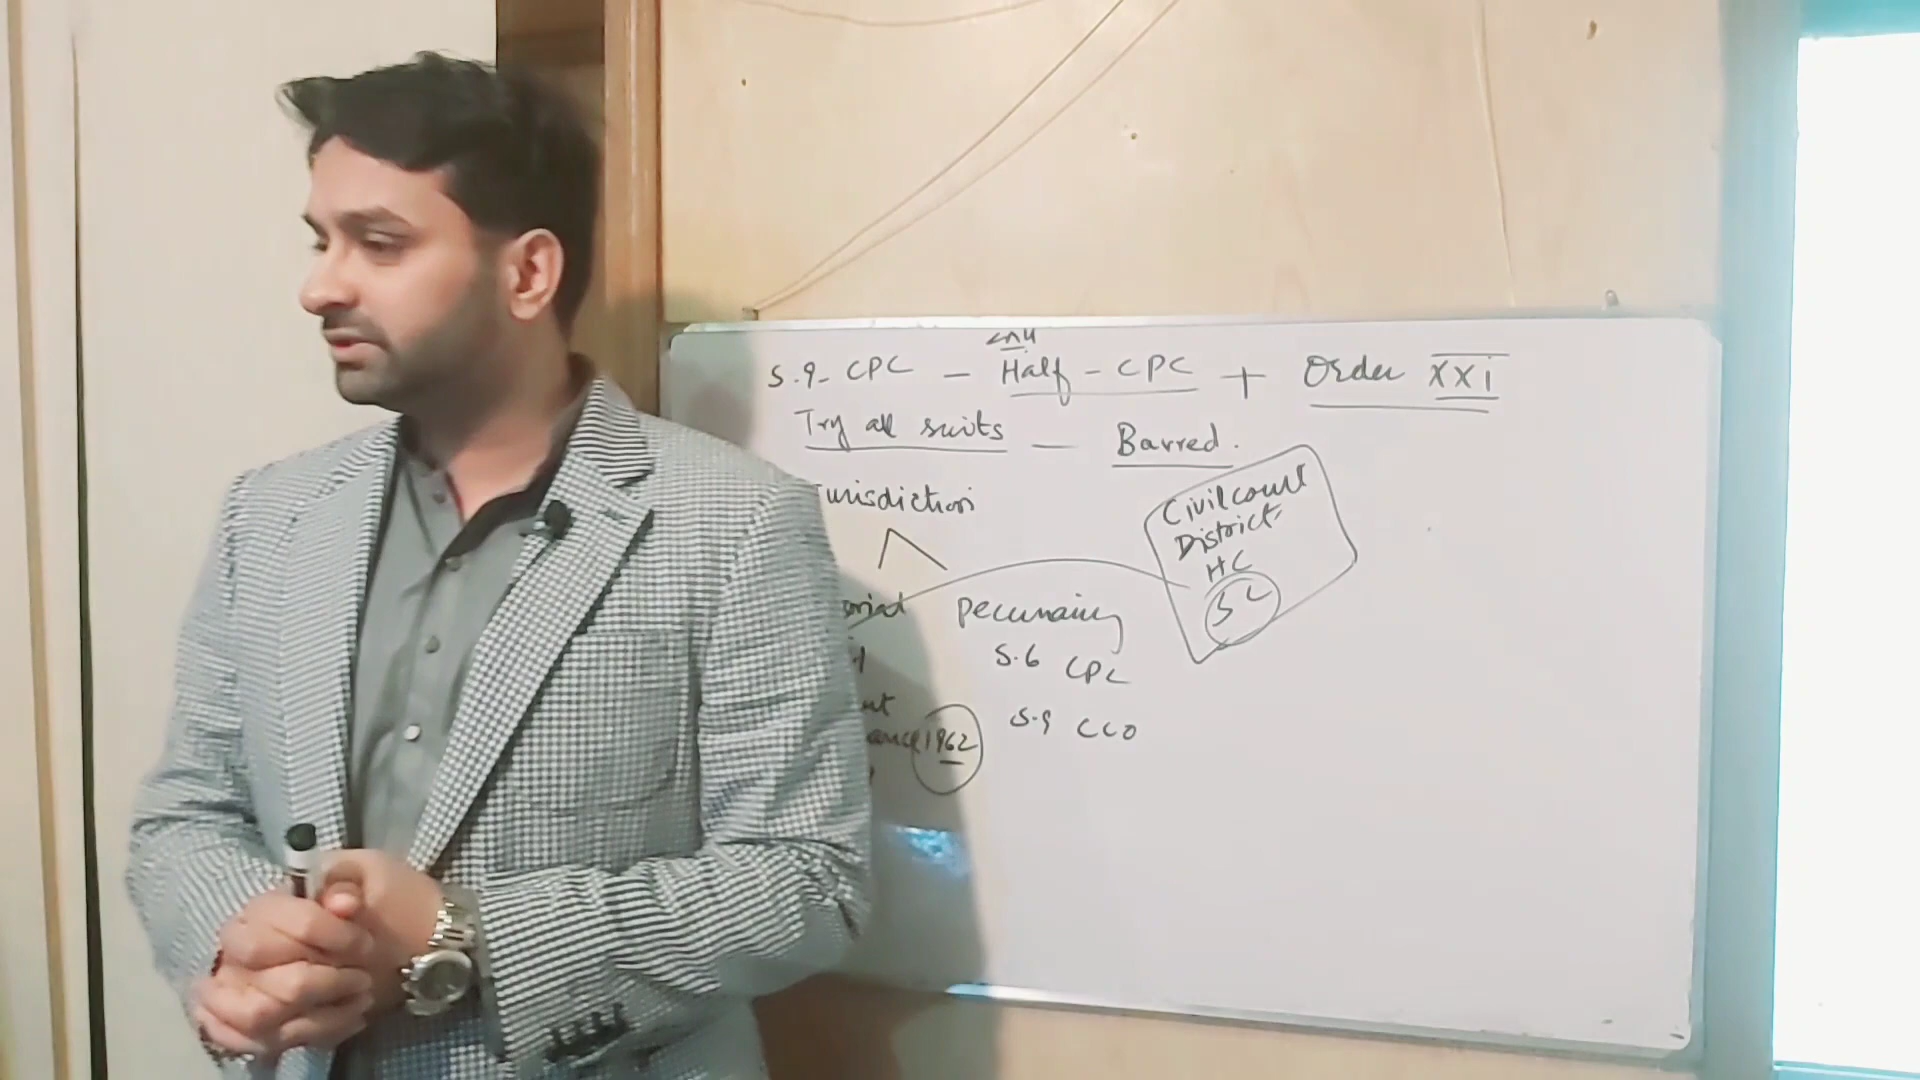 S.9- CPC - Half - CPC + Order XXI
Try all suits - Barred.
Jurisdiction
Civil court
District
HC
SC
Pecuniary
S.6 CPC
S.9 CCO
1962